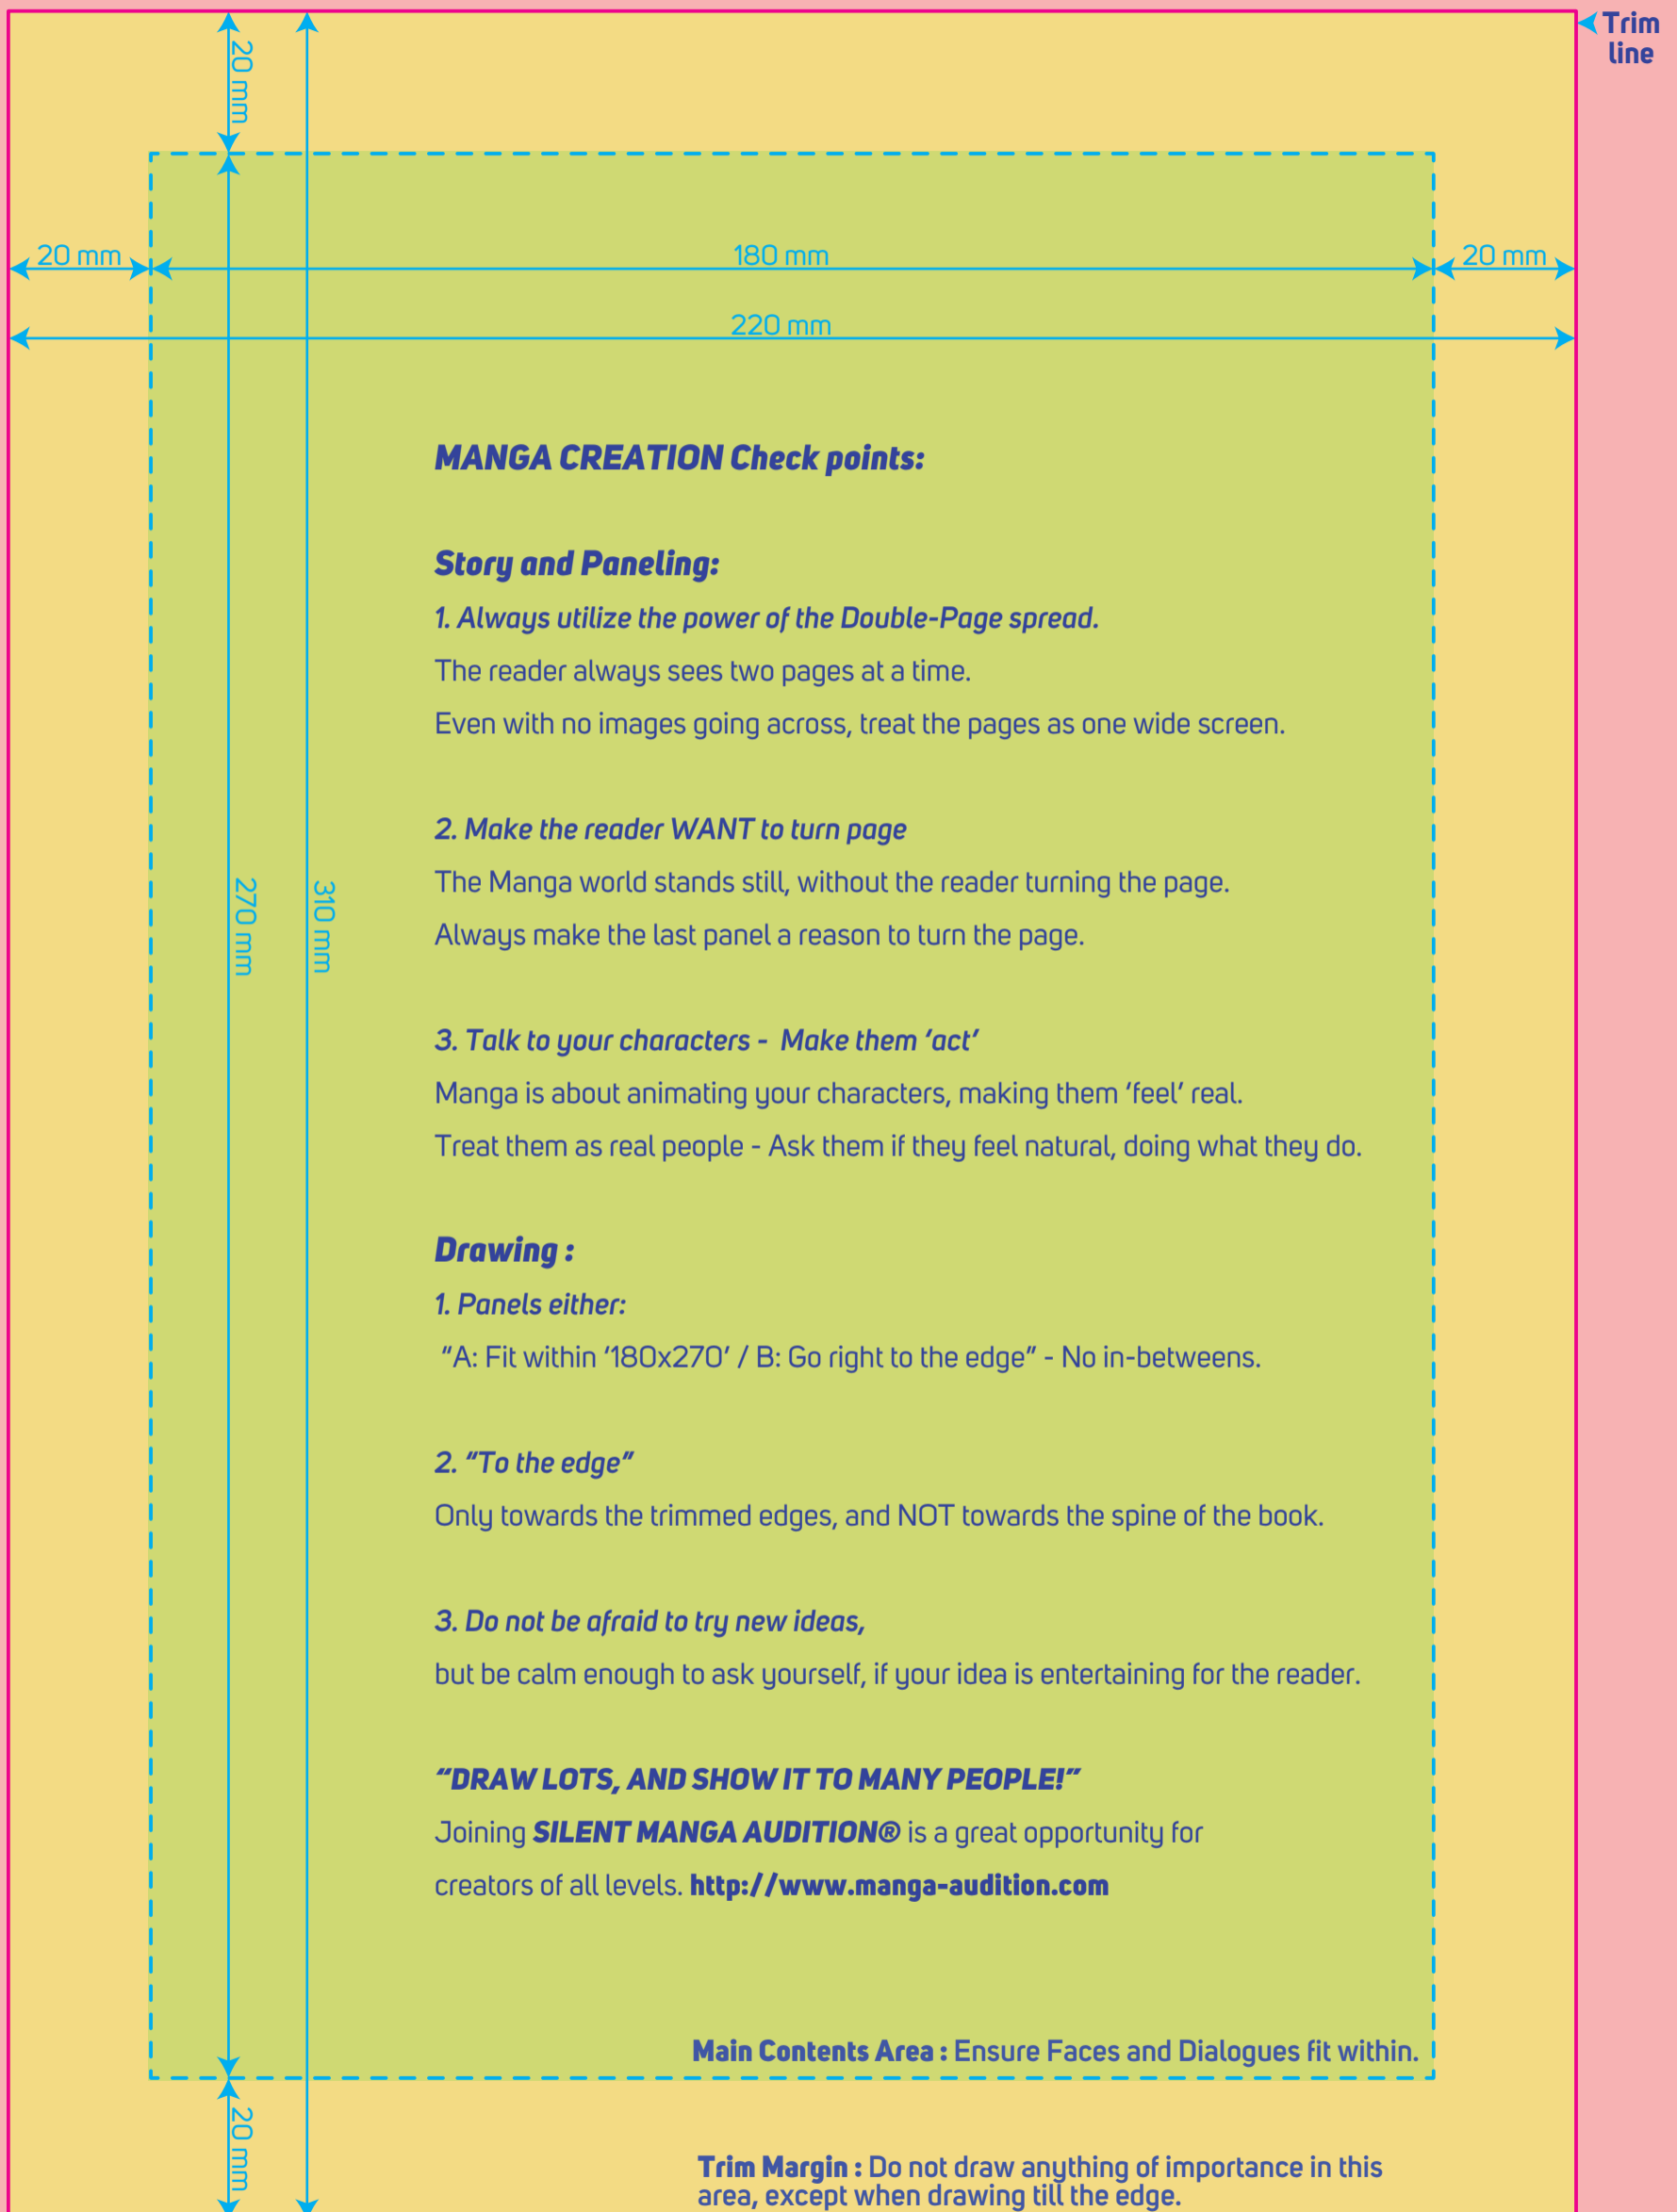 Trim
line
20 mm
20 mm
180 mm
20 mm
220 mm
MANGA CREATION Check points:
Story and Paneling:
1. Always utilize the power of the Double-Page spread.
The reader always sees two pages at a time.
Even with no images going across, treat the pages as one wide screen.
2. Make the reader WANT to turn page
The Manga world stands still, without the reader turning the page.
Always make the last panel a reason to turn the page.
270 mm
310 mm
3. Talk to your characters -  Make them ‘act’
Manga is about animating your characters, making them ‘feel’ real.
Treat them as real people - Ask them if they feel natural, doing what they do.
Drawing :
1. Panels either:
“A: Fit within ‘180x270’ / B: Go right to the edge” - No in-betweens.
2. “To the edge”
Only towards the trimmed edges, and NOT towards the spine of the book.
3. Do not be afraid to try new ideas,
but be calm enough to ask yourself, if your idea is entertaining for the reader.
“DRAW LOTS, AND SHOW IT TO MANY PEOPLE!”
Joining SILENT MANGA AUDITION® is a great opportunity for
creators of all levels. http://www.manga-audition.com
Main Contents Area : Ensure Faces and Dialogues fit within.
20 mm
Trim Margin : Do not draw anything of importance in this
area, except when drawing till the edge.